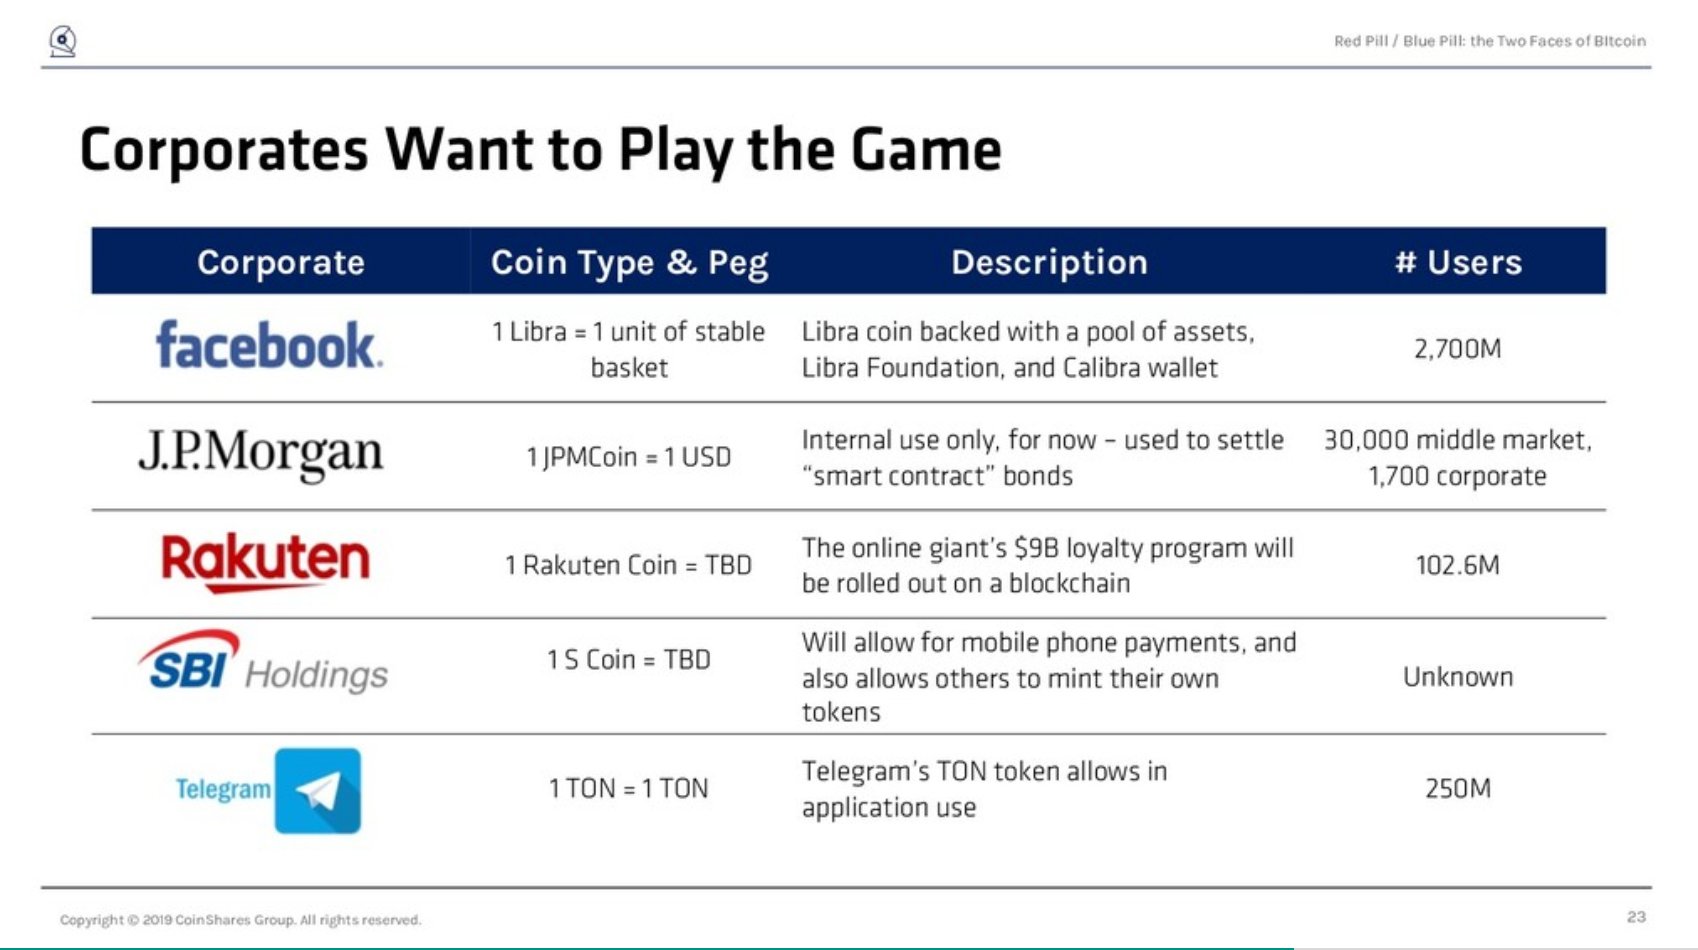 Red Pill / Blue Pill: the Two Faces of BItcoin
Corporates Want to Play the Game
Corporate Coin Type & Peg Description # Users
facebook.
1 Libra = 1 unit of stable
basket
Libra coin backed with a pool of assets,
Libra Foundation, and Calibra wallet
2,700M
J.P.Morgan
1 JPMCoin = 1 USD
Internal use only, for now – used to settle
“smart contract” bonds
30,000 middle market,
1,700 corporate
Rakuten
1 Rakuten Coin = TBD
The online giant’s $9B loyalty program will
be rolled out on a blockchain
102.6M
SBI Holdings
1 S Coin = TBD
Will allow for mobile phone payments, and
also allows others to mint their own
tokens
Unknown
Telegram
1 TON = 1 TON
Telegram’s TON token allows in
application use
250M
Copyright © 2019 CoinShares Group. All rights reserved.
23